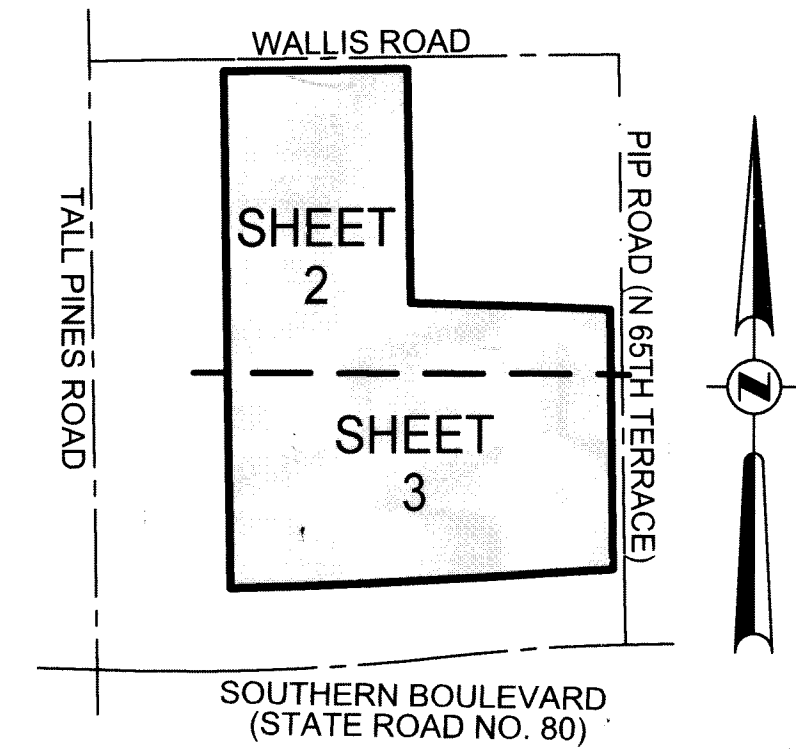 WALLIS ROAD
TALL PINES ROAD
SHEET
2
PIP ROAD (N 65TH TERRACE)
N
SHEET
3
SOUTHERN BOULEVARD
(STATE ROAD NO. 80)